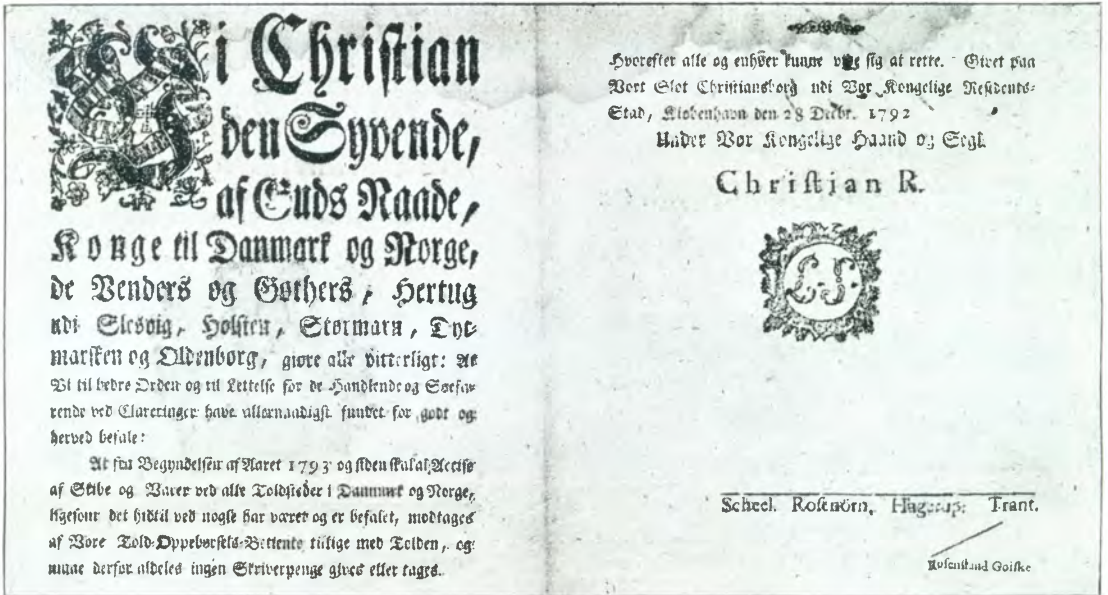 Vi Christian
den Syvende,
af Guds Naade,
Konge til Danmark og Norge,
de Venders og Gothers, Hertug
udi Slesvig, Holsten, Stormarn, Dyt-
marsken og Oldenborg, giøre alle vitterligt: At
Vi til bedre Orden og til Lettelse for de Handlende og Søefa-
rende ved Clareringer have allernaadigst fundet for godt og
herved befale:
At fra Begyndelsen af Aaret 1793 og siden skal al Accise
af Skibe og Varer ved alle Toldsteder i Danmark og Norge,
ligesom det hidtil ved nogle har været og er befalet, modtages
af Vore Told-Oppebørsels-Betiente tillige med Tolden, og
maae derfor aldeles ingen Skriverpenge gives eller tages.
Hvorefter alle og enhver kunne vide sig at rette. Givet paa
Vort Slot Christiansborg udi Vor Kongelige Residents-
Stad, Kiøbenhavn den 28 Decbr. 1792
Under Vor Kongelige Haand og Segl.
Christian R.
L.S.
Scheel. Rosenörn, Hagerup. Trant.
Rosenstand Goiske